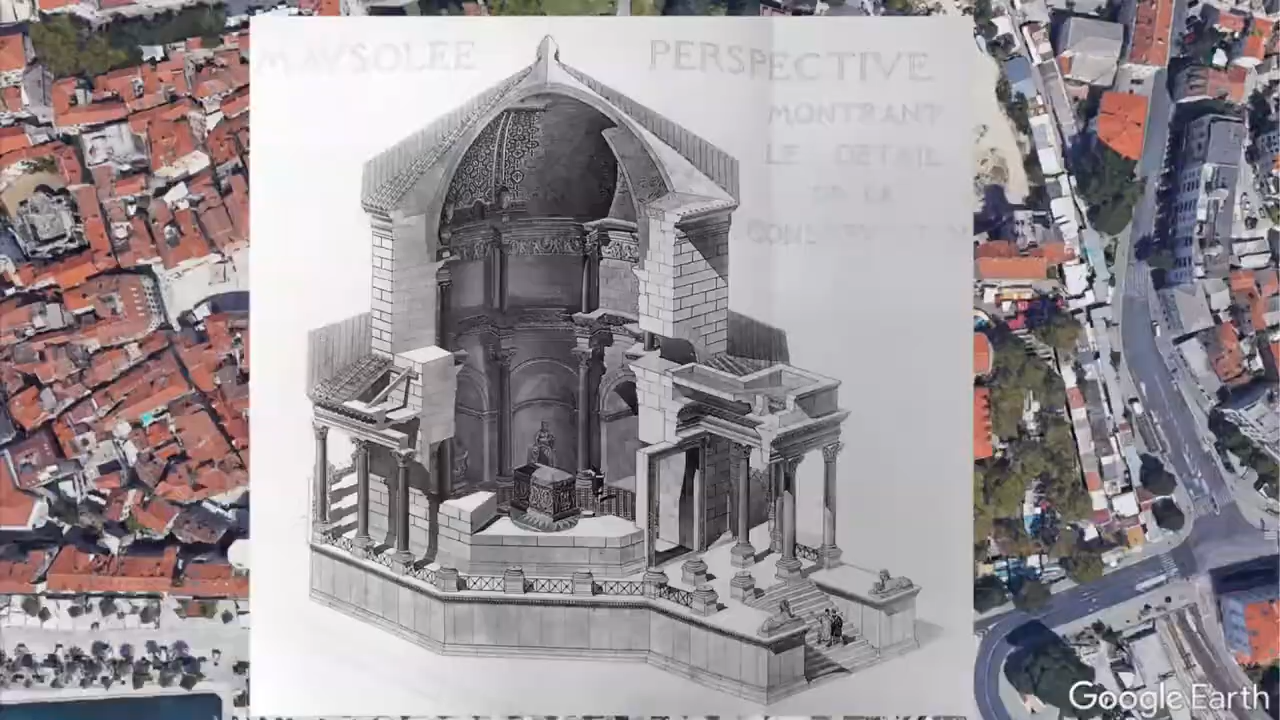 MAVSOLEE
PERSPECTIVE
MONTRANT
LE DETAIL
DE LA
Google Earth